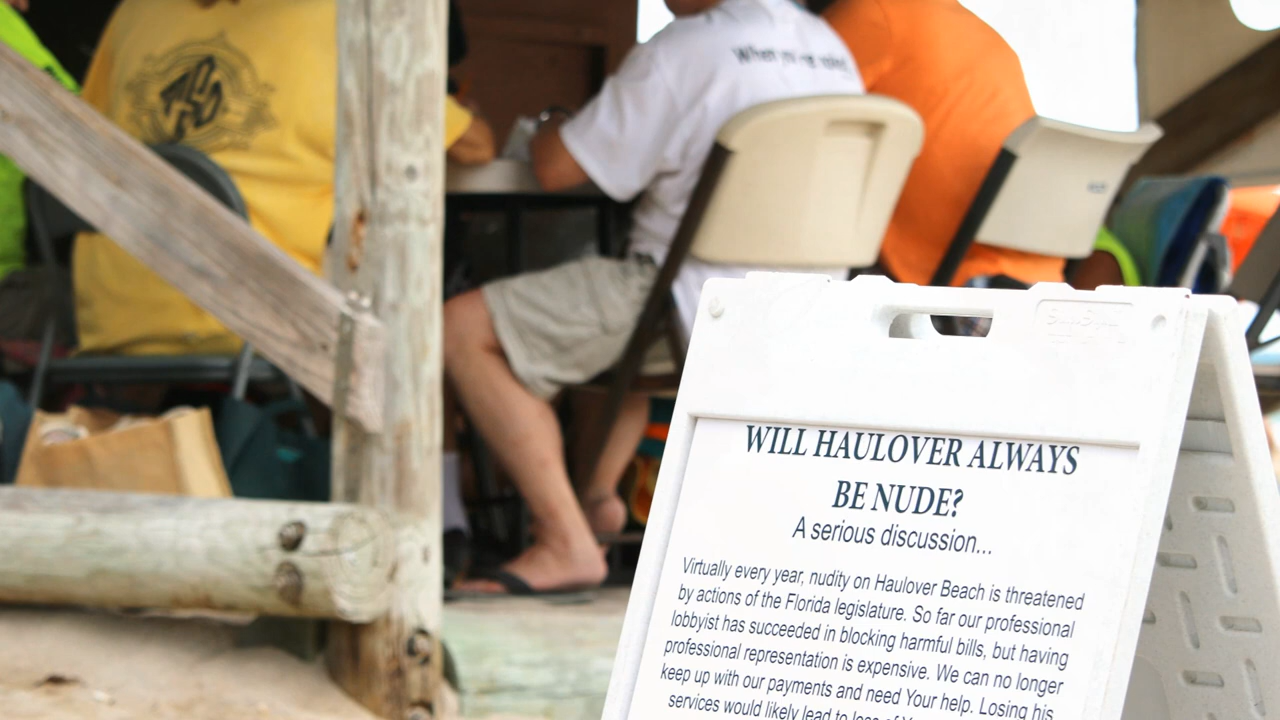 WILL HAULOVER ALWAYS
BE NUDE?
A serious discussion...
Virtually every year, nudity on Haulover Beach is threatened
by actions of the Florida legislature. So far our professional
lobbyist has succeeded in blocking harmful bills, but having
professional representation is expensive. We can no longer
keep up with our payments and need Your help. Losing his
services would likely lead to loss of